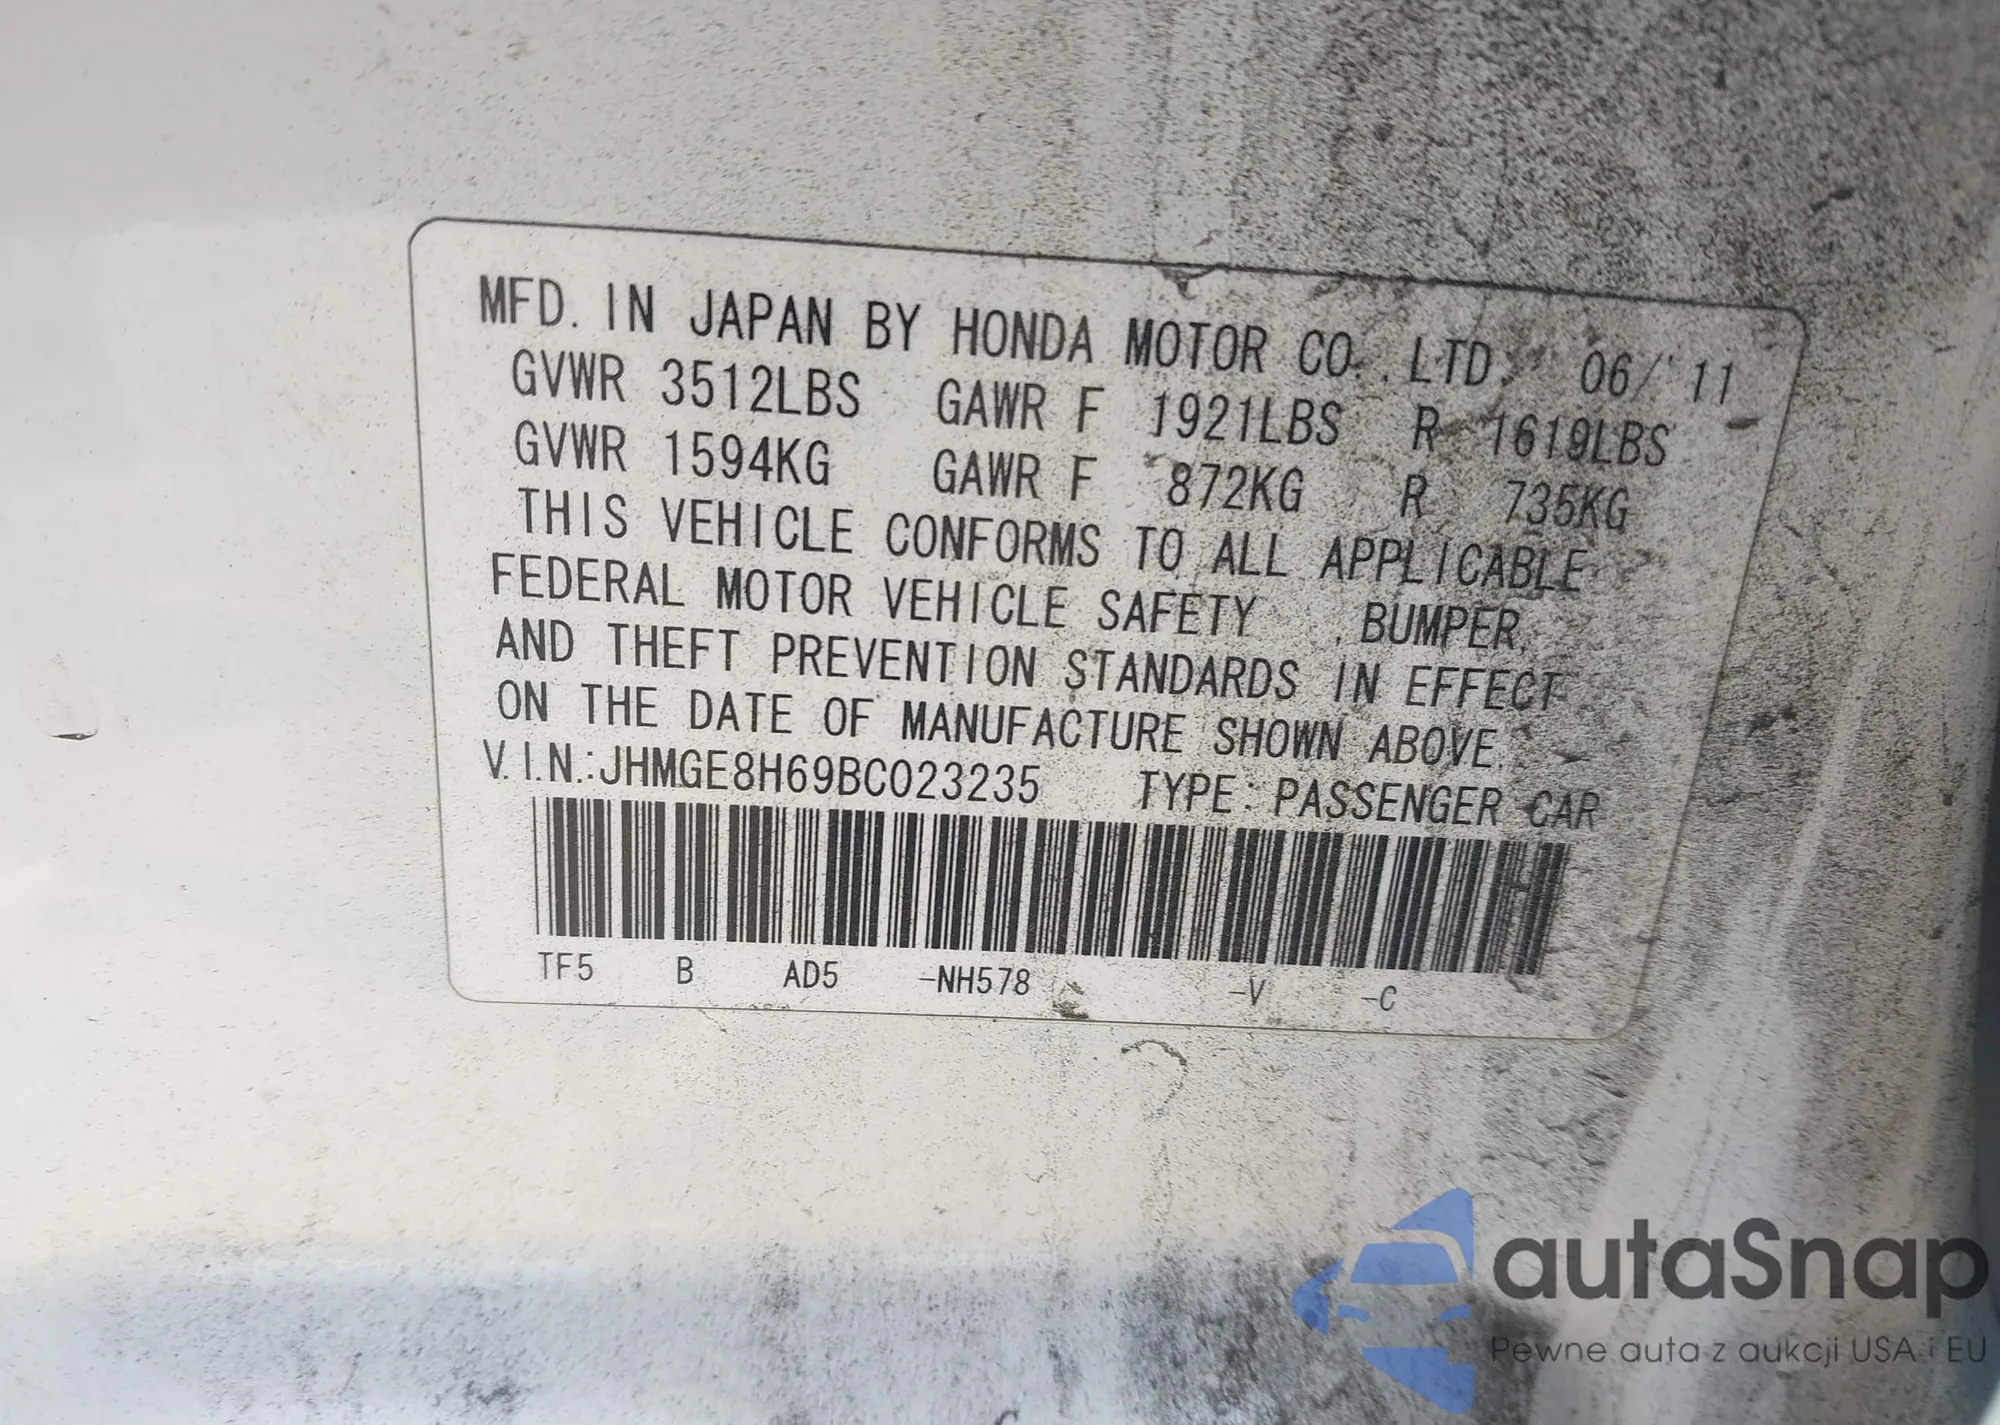 MFD. IN JAPAN BY HONDA MOTOR CO., LTD. 06/'11
GVWR 3512LBS GAWR F 1921LBS R 1619LBS
GVWR 1594KG GAWR F 872KG R 735KG
THIS VEHICLE CONFORMS TO ALL APPLICABLE
FEDERAL MOTOR VEHICLE SAFETY , BUMPER,
AND THEFT PREVENTION STANDARDS IN EFFECT
ON THE DATE OF MANUFACTURE SHOWN ABOVE.
V.I.N.:JHMGE8H69BC023235 TYPE: PASSENGER CAR
TF5 B AD5 -NH578 -V -C
autaSnap
Pewne auta z aukcji USA i EU